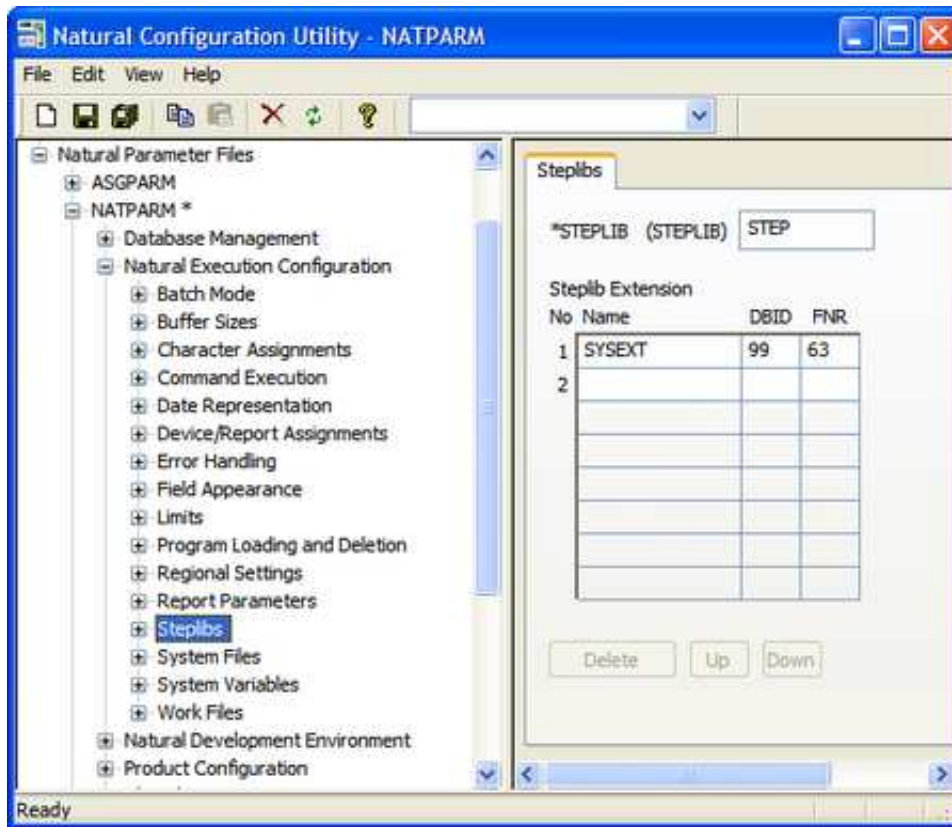 Natural Configuration Utility - NATPARM
File Edit View Help
Natural Parameter Files
ASGPARM
NATPARM *
Database Management
Natural Execution Configuration
Batch Mode
Buffer Sizes
Character Assignments
Command Execution
Date Representation
Device/Report Assignments
Error Handling
Field Appearance
Limits
Program Loading and Deletion
Regional Settings
Report Parameters
Steplibs
System Files
System Variables
Work Files
Natural Development Environment
Product Configuration
Steplibs
*STEPLIB (STEPLIB) STEP
Steplib Extension
No Name DBID FNR
1 SYSEXT 99 63
2
Delete Up Down
Ready